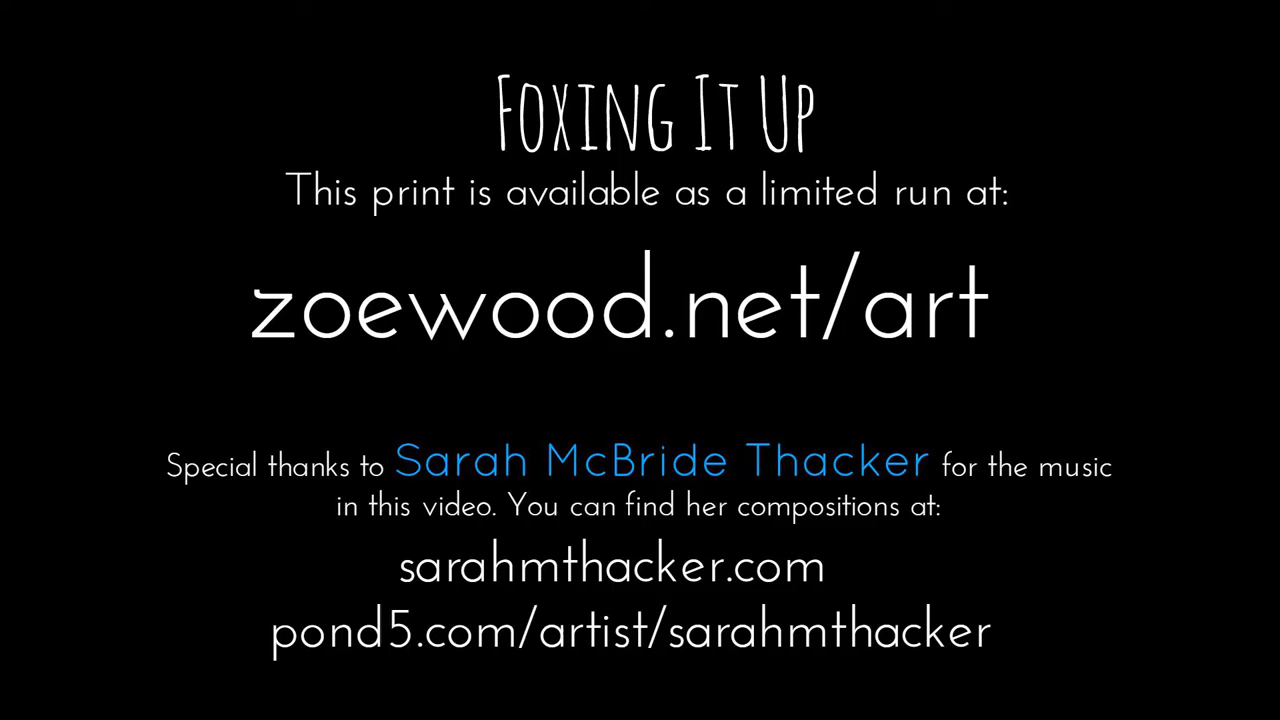 Foxing It Up
This print is available as a limited run at:
zoewood.net/art
Special thanks to Sarah McBride Thacker for the music
in this video. You can find her compositions at:
sarahmthacker.com
pond5.com/artist/sarahmthacker